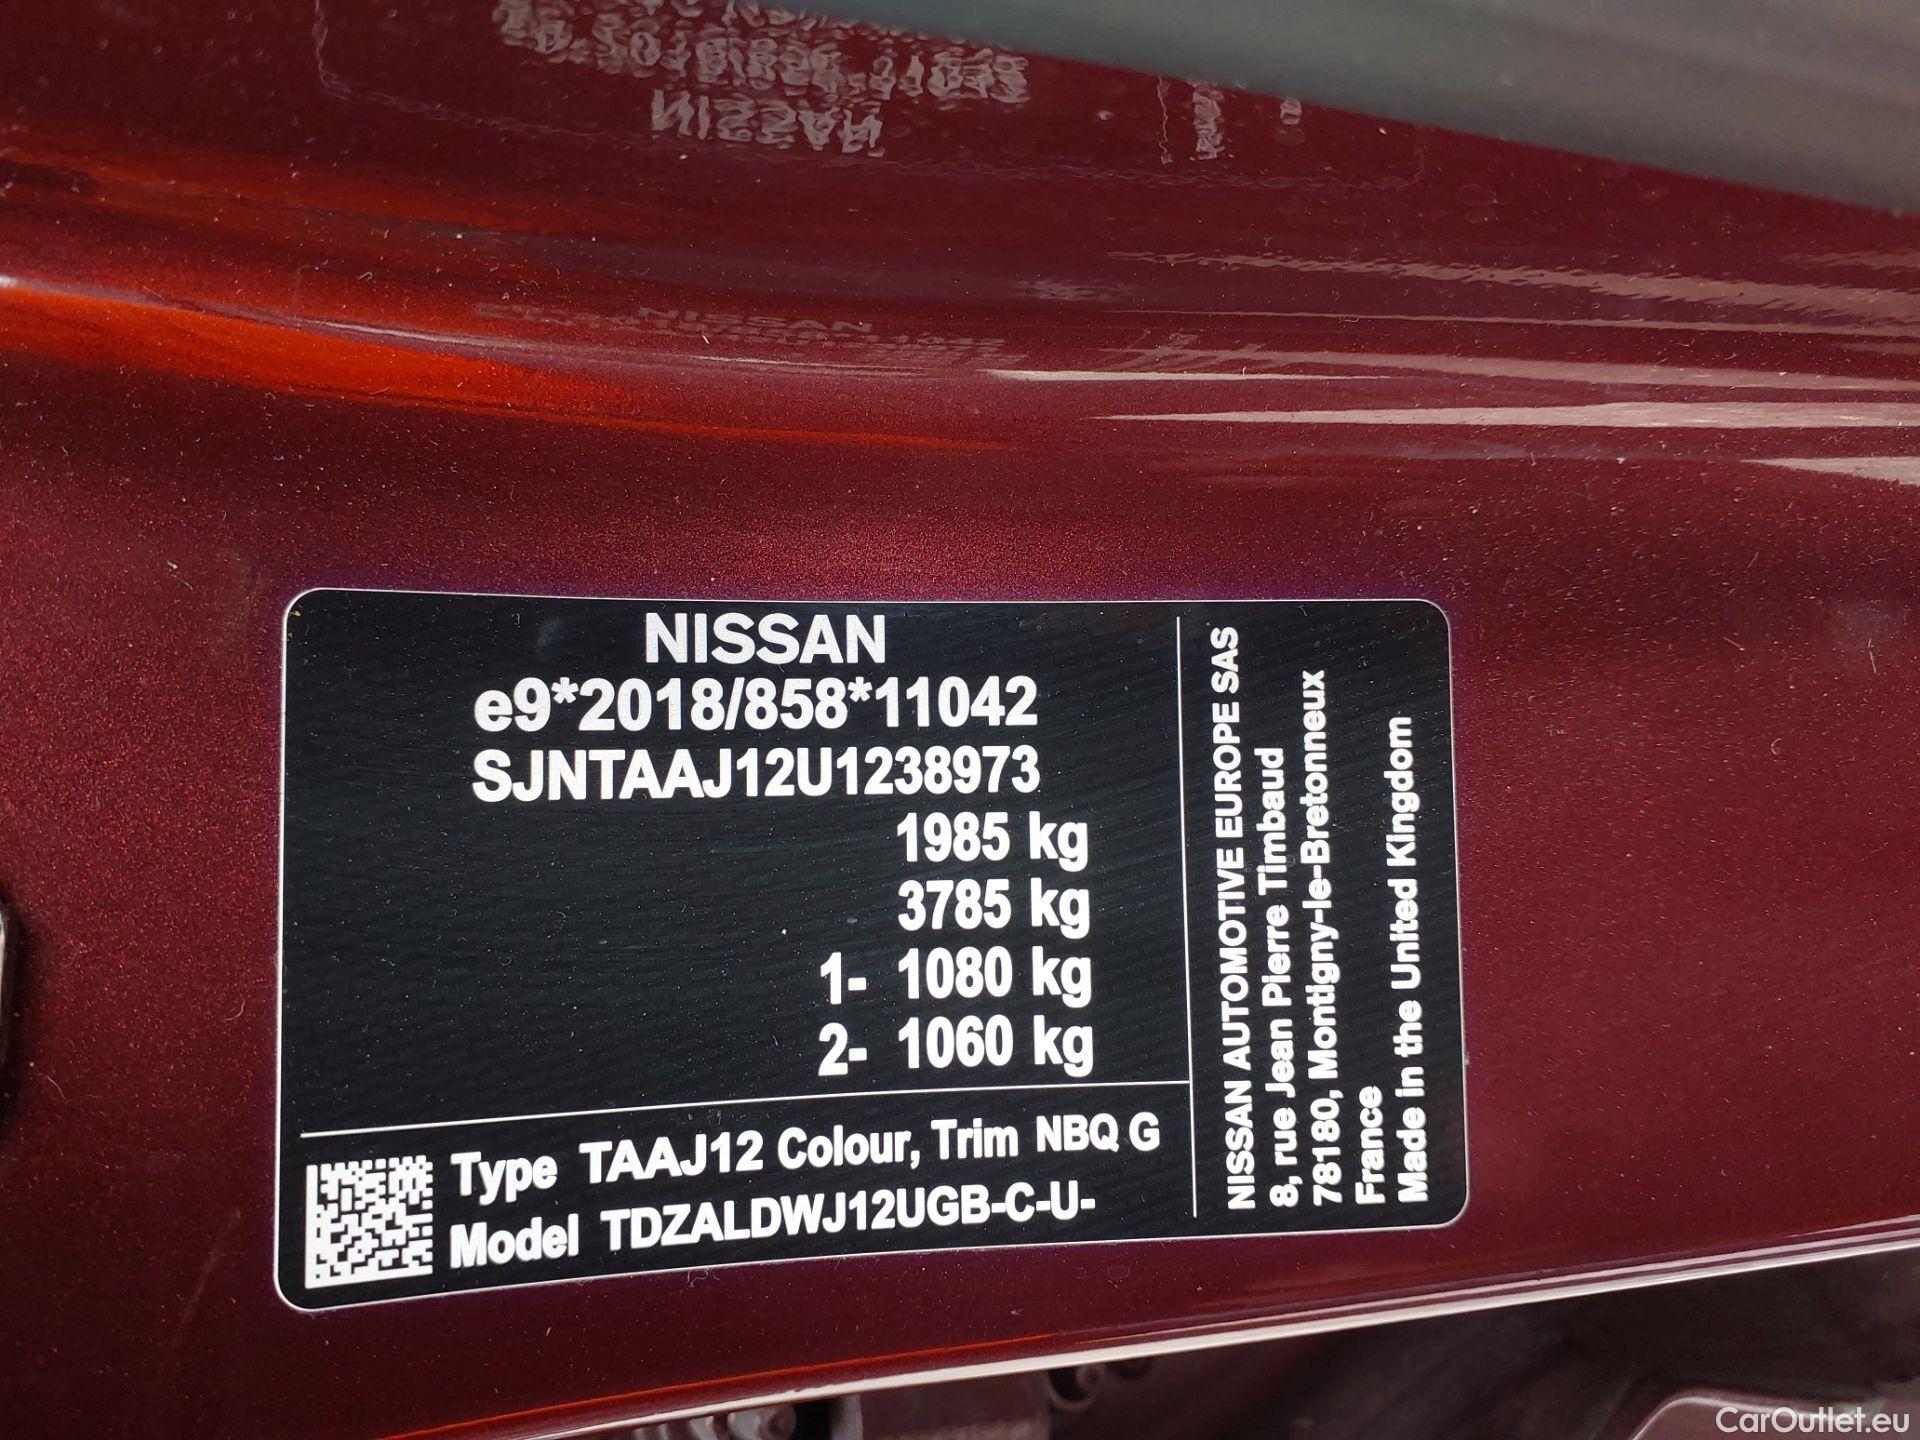 NISSAN
e9*2018/858*11042
SJNTAAJ12U1238973
1985 kg
3785 kg
1- 1080 kg
2- 1060 kg
Type TAAJ12 Colour, Trim NBQ G
Model TDZALDWJ12UGB-C-U-
NISSAN AUTOMOTIVE EUROPE SAS
8, rue Jean Pierre Timbaud
78180, Montigny-le-Bretonneux
France
Made in the United Kingdom
CarOutlet.eu